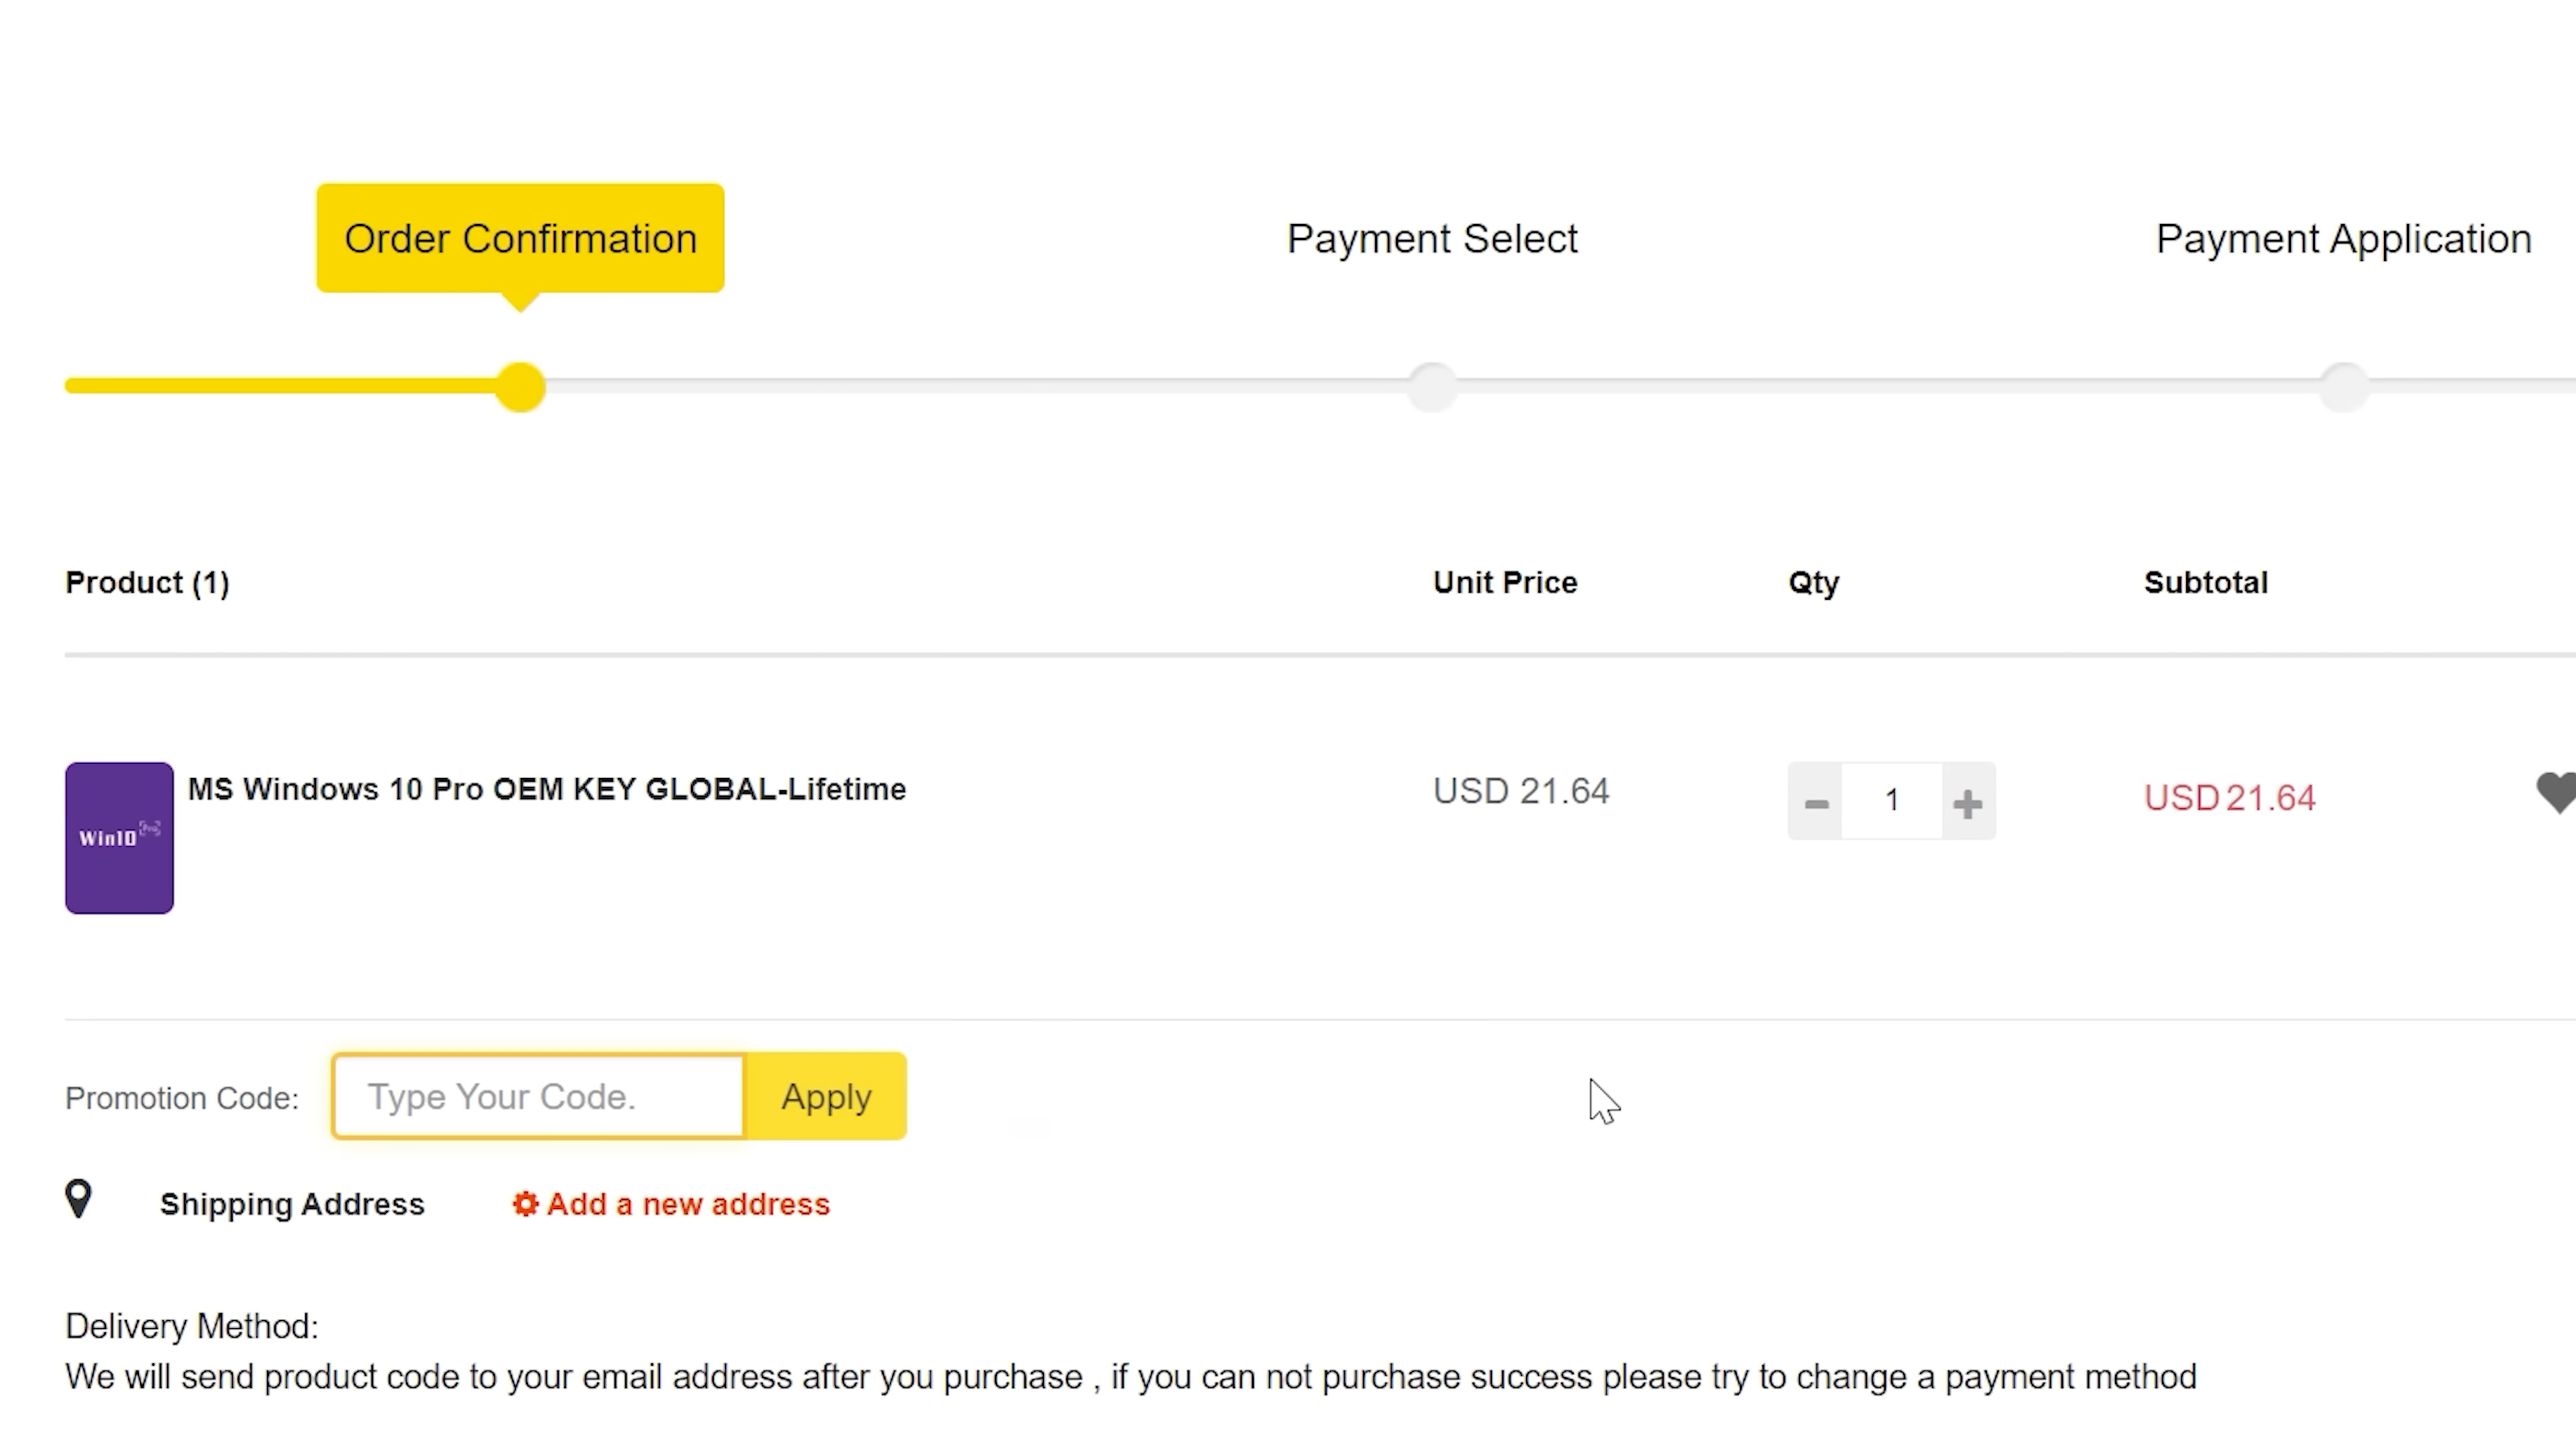 Order Confirmation
Payment Select
Payment Application
Product (1)
Unit Price
Qty
Subtotal
MS Windows 10 Pro OEM KEY GLOBAL-Lifetime
USD 21.64
1
USD 21.64
Win10 Pro
Promotion Code:
Type Your Code.
Apply
Shipping Address
Add a new address
Delivery Method:
We will send product code to your email address after you purchase , if you can not purchase success please try to change a payment method